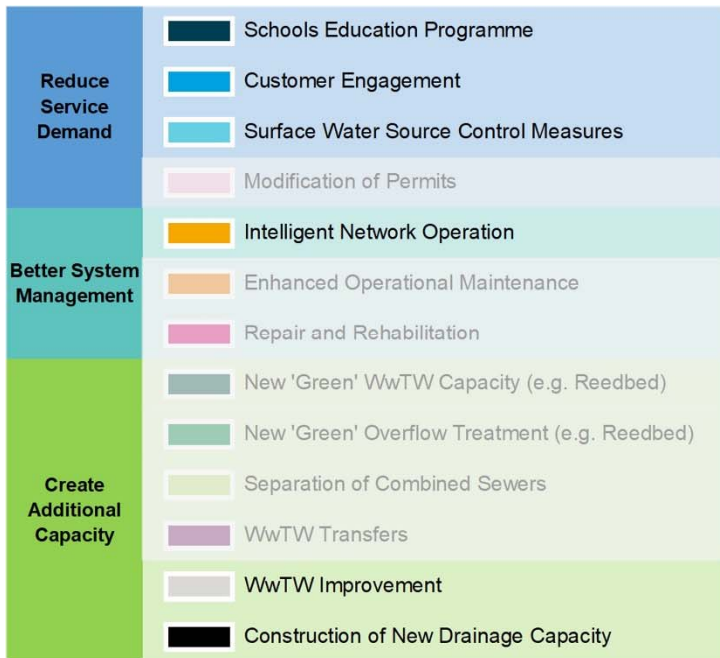 Reduce
Service
Demand
Schools Education Programme
Customer Engagement
Surface Water Source Control Measures
Modification of Permits
Better System
Management
Intelligent Network Operation
Enhanced Operational Maintenance
Repair and Rehabilitation
Create
Additional
Capacity
New 'Green' WwTW Capacity (e.g. Reedbed)
New 'Green' Overflow Treatment (e.g. Reedbed)
Separation of Combined Sewers
WwTW Transfers
WwTW Improvement
Construction of New Drainage Capacity